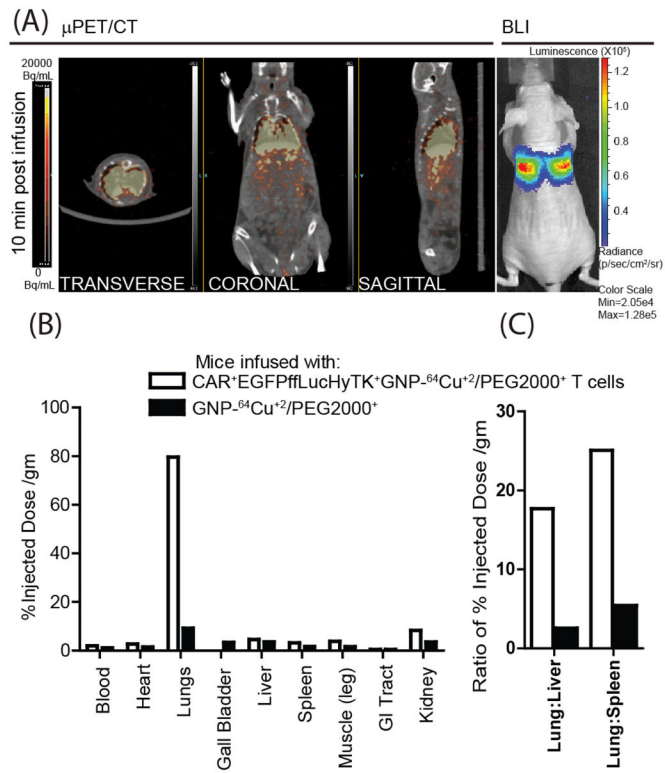 (A)
µPET/CT
BLI
20000
Bq/mL
10 min post infusion
0
Bq/mL
TRANSVERSE
CORONAL
SAGITTAL
Luminescence (X10⁶)
1.2
1.0
0.8
0.6
0.4
Radiance
(p/sec/cm²/sr)
Color Scale
Min=2.05e4
Max=1.28e5
(B)
(C)
Mice infused with:
CAR⁺EGFPffLucHyTK⁺GNP-⁶⁴Cu⁺²/PEG2000⁺ T cells
GNP-⁶⁴Cu⁺²/PEG2000⁺
%Injected Dose /gm
100
80
60
40
20
0
Blood
Heart
Lungs
Gall Bladder
Liver
Spleen
Muscle (leg)
GI Tract
Kidney
Ratio of % Injected Dose /gm
30
20
10
0
Lung:Liver
Lung:Spleen